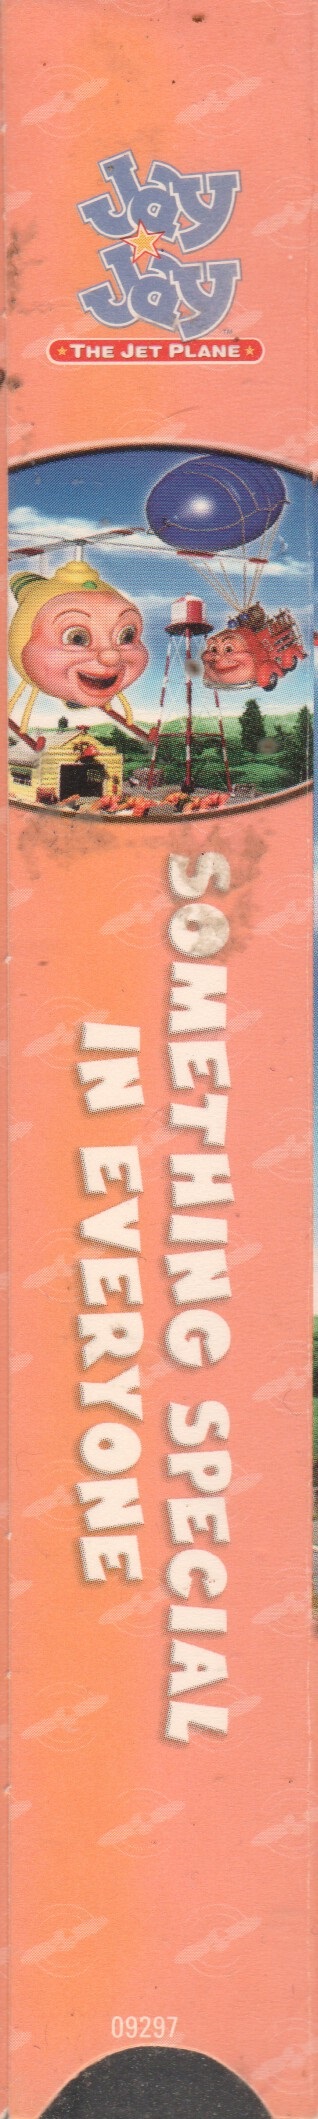 Jay
Jay
THE JET PLANE
SOMETHING SPECIAL
IN EVERYONE
09297